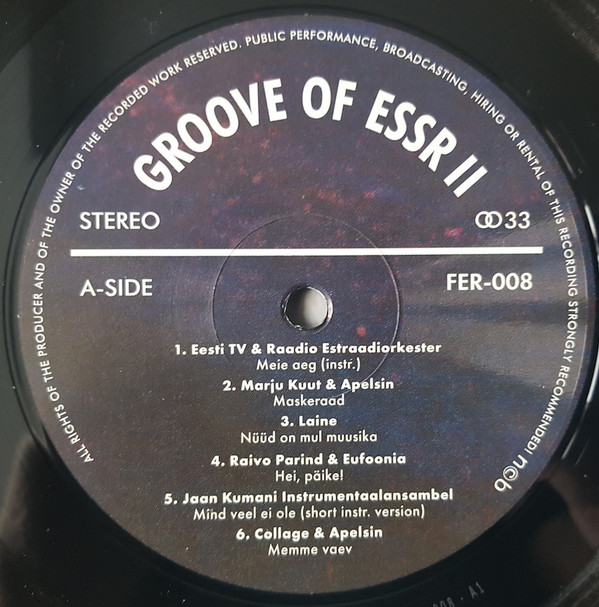 ALL RIGHTS OF THE PRODUCER AND OF THE OWNER OF THE RECORDED WORK RESERVED. PUBLIC PERFORMANCE, BROADCASTING, HIRING OR RENTAL OF THIS RECORDING STRONGLY RECOMMENDED! n©b
GROOVE OF ESSR II
STEREO
33
A-SIDE
FER-008
1. Eesti TV & Raadio Estraadiorkester
Meie aeg (instr.)
2. Marju Kuut & Apelsin
Maskeraad
3. Laine
Nüüd on mul muusika
4. Raivo Parind & Eufoonia
Hei, päike!
5. Jaan Kumani Instrumentaalansambel
Mind veel ei ole (short instr. version)
6. Collage & Apelsin
Memme vaev
008 - A1